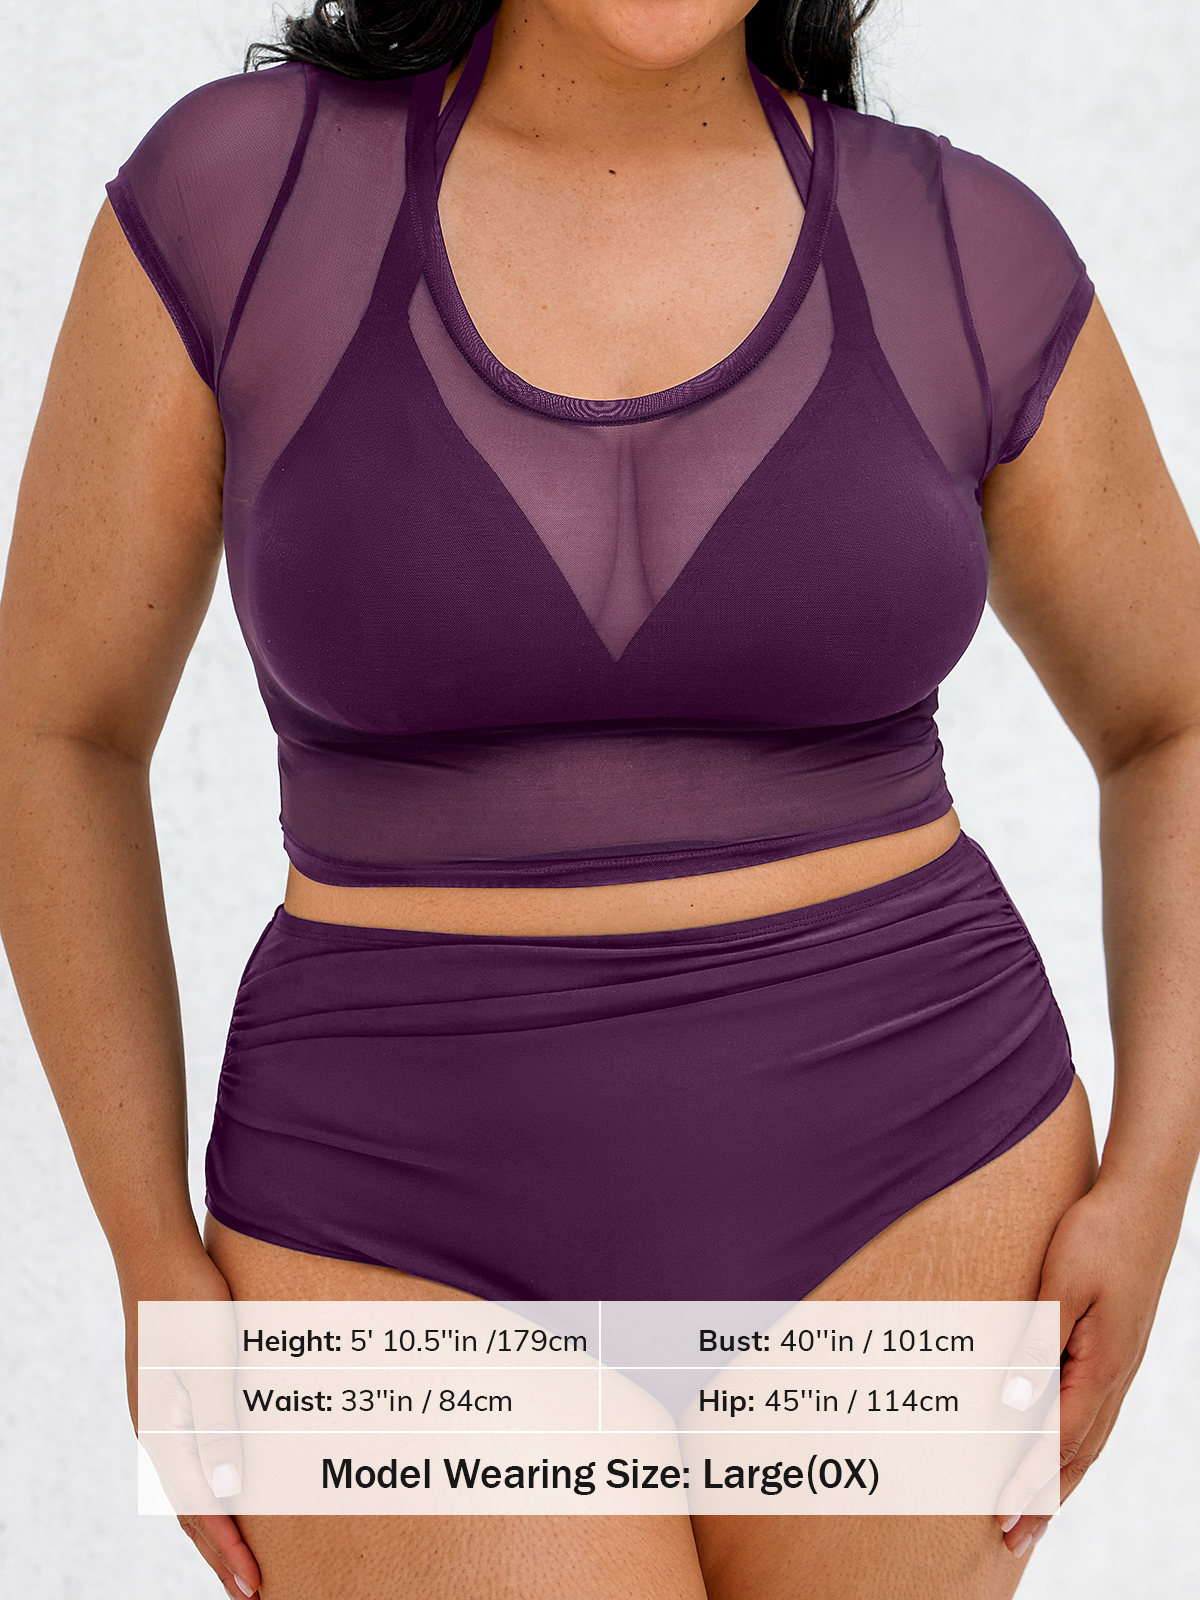 Height: 5' 10.5''in /179cm
Bust: 40''in / 101cm
Waist: 33''in / 84cm
Hip: 45''in / 114cm
Model Wearing Size: Large(0X)